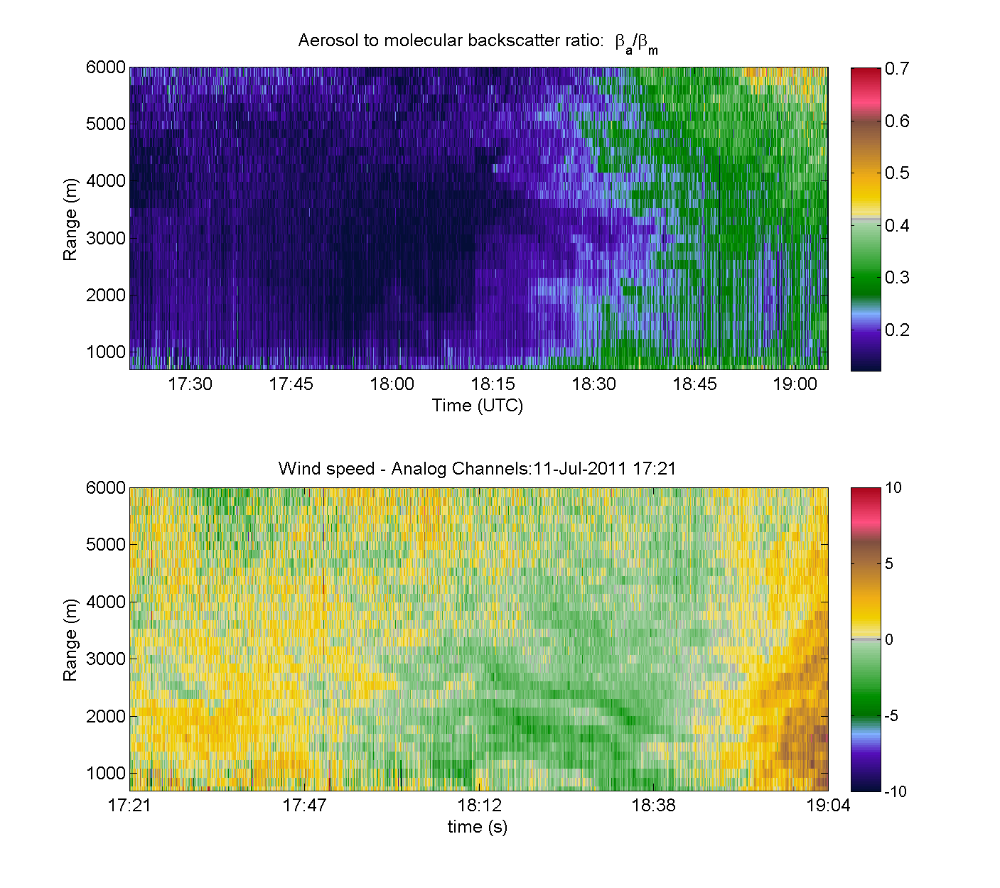 Aerosol to molecular backscatter ratio: βa/βm
6000
5000
4000
3000
2000
1000
Range (m)
17:30 17:45 18:00 18:15 18:30 18:45 19:00
Time (UTC)
0.7
0.6
0.5
0.4
0.3
0.2
Wind speed - Analog Channels:11-Jul-2011 17:21
6000
5000
4000
3000
2000
1000
Range (m)
17:21 17:47 18:12 18:38 19:04
time (s)
10
5
0
-5
-10